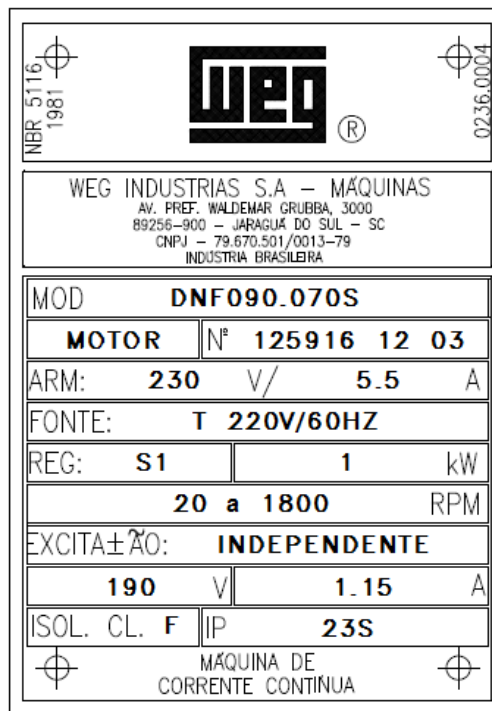 NBR 5116
1981
weg ®
0236.0004
WEG INDUSTRIAS S.A – MÁQUINAS
AV. PREF. WALDEMAR GRUBBA, 3000
89256–900 – JARAGUÁ DO SUL – SC
CNPJ – 79.670.501/0013–79
INDÚSTRIA BRASILEIRA
MOD DNF090.070S
MOTOR Nº 125916 12 03
ARM: 230 V/ 5.5 A
FONTE: T 220V/60HZ
REG: S1 1 kW
20 a 1800 RPM
EXCITA±ÃO: INDEPENDENTE
190 V 1.15 A
ISOL. CL. F IP 23S
MÁQUINA DE
CORRENTE CONTÍNUA